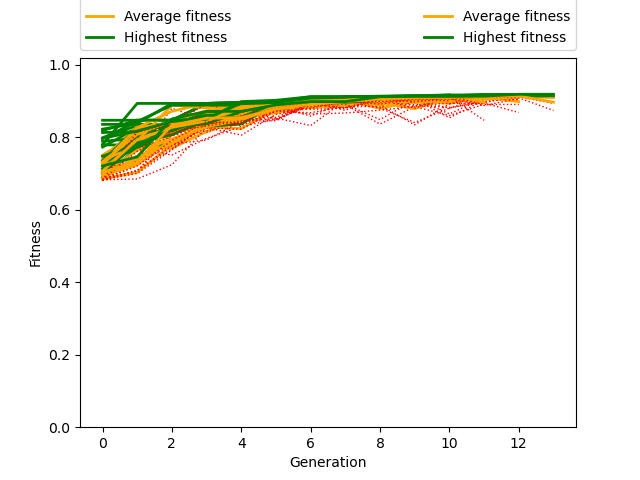 Average fitness Average fitness
Highest fitness Highest fitness
1.0
0.8
0.6
0.4
0.2
0.0
Fitness
0 2 4 6 8 10 12
Generation